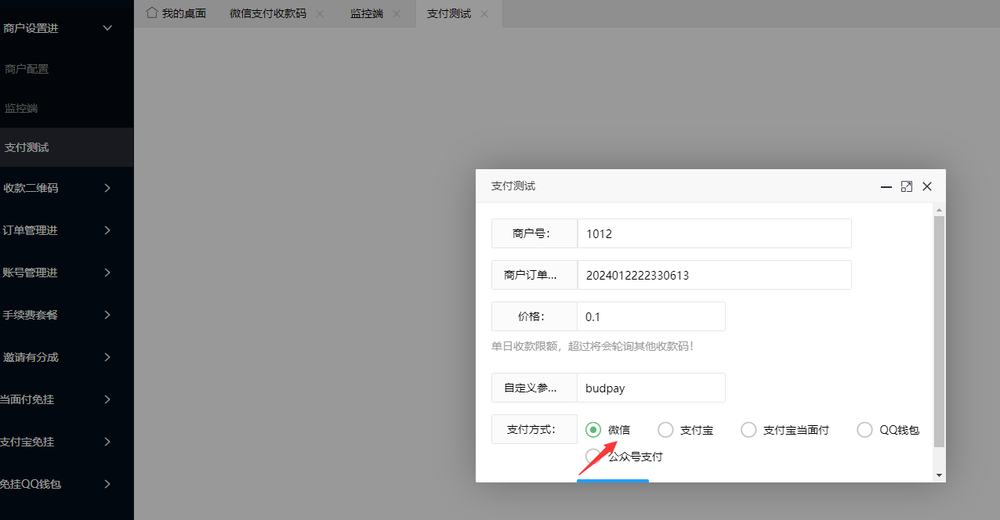 我的桌面 微信支付收款码 监控端 支付测试
商户设置进
商户配置
监控端
支付测试
收款二维码
订单管理进
账号管理进
手续费套餐
邀请有分成
当面付免挂
支付宝免挂
免挂QQ钱包
支付测试
商户号： 1012
商户订单... 2024012222330613
价格： 0.1
单日收款限额，超过将会轮询其他收款码！
自定义参... budpay
支付方式： 微信 支付宝 支付宝当面付 QQ钱包
公众号支付